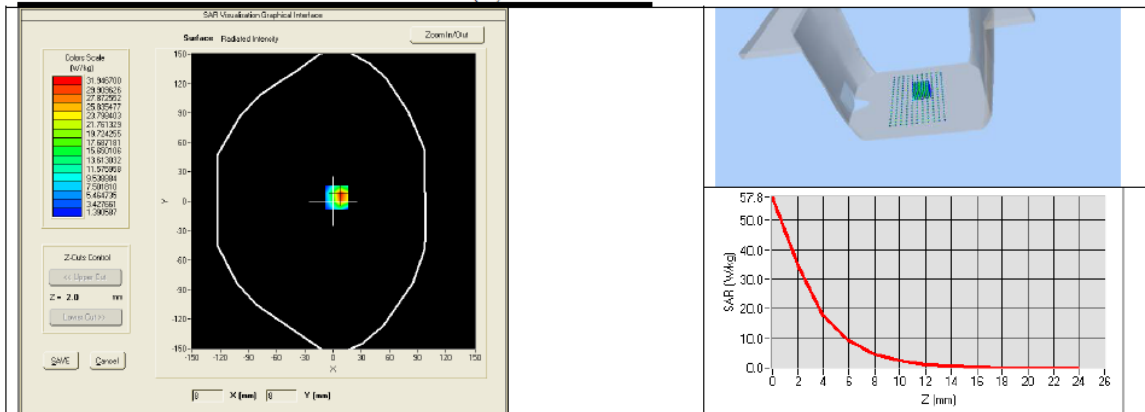 SAR Visualisation Graphical Interface
Surface Radiated Intensity
Zoom In/Out
Colors Scale
(W/kg)
31.946700
29.909626
27.872552
25.835477
23.798403
21.761329
19.724255
17.687181
15.650106
13.613032
11.575958
9.538884
7.501810
5.464735
3.427661
1.390587
Z-Cuts Control
<< Upper Cut
Z = 2.0 mm
Lower Cut >>
SAVE Cancel
150-
120-
90-
60-
30-
0-
-30-
-60-
-90-
-120-
-150-
Y
-150 -120 -90 -60 -30 0 30 60 90 120 150
X
8 X (mm) 8 Y (mm)
57.8-
50.0-
40.0-
30.0-
20.0-
10.0-
0.0-
SAR (W/kg)
0 2 4 6 8 10 12 14 16 18 20 22 24 26
Z (mm)